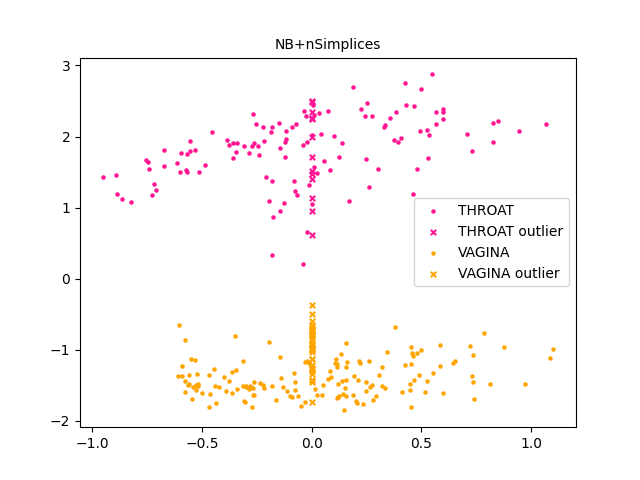 NB+nSimplices
3
2
1
0
−1
−2
THROAT
THROAT outlier
VAGINA
VAGINA outlier
−1.0 −0.5 0.0 0.5 1.0